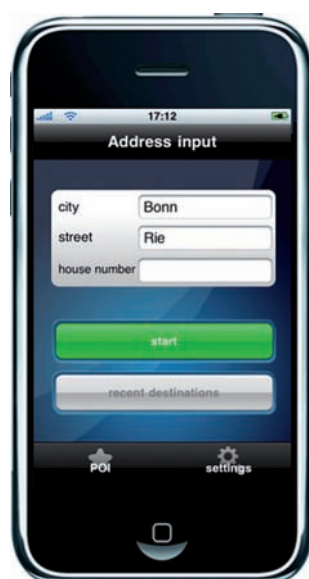 17:12
Address input
city Bonn
street Rie
house number
start
recent destinations
POI settings